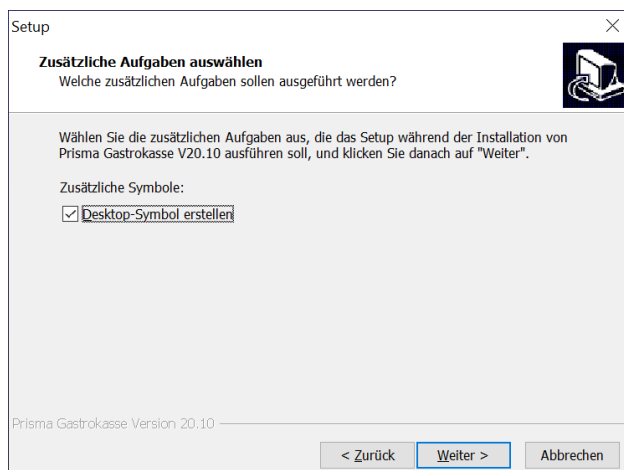 Setup
Zusätzliche Aufgaben auswählen
Welche zusätzlichen Aufgaben sollen ausgeführt werden?
Wählen Sie die zusätzlichen Aufgaben aus, die das Setup während der Installation von
Prisma Gastrokasse V20.10 ausführen soll, und klicken Sie danach auf "Weiter".
Zusätzliche Symbole:
Desktop-Symbol erstellen
Prisma Gastrokasse Version 20.10
< Zurück Weiter > Abbrechen